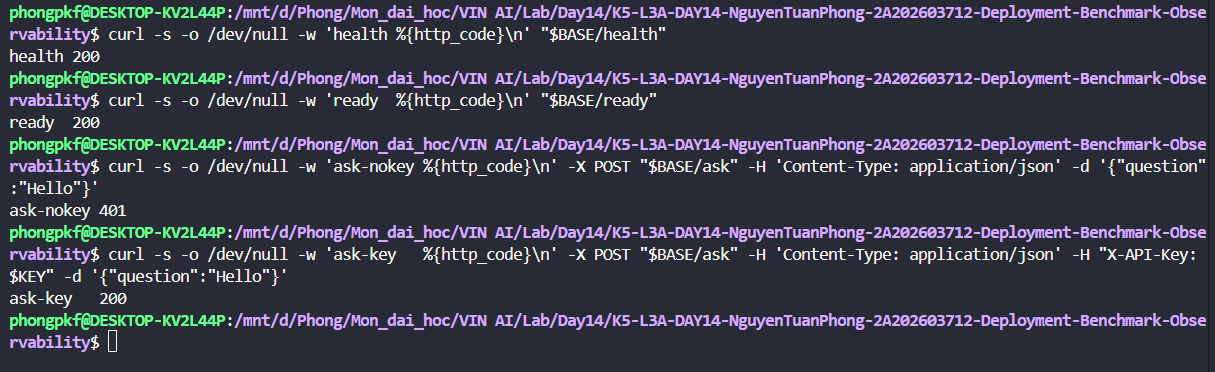 phongpkf@DESKTOP-KV2L44P:/mnt/d/Phong/Mon_dai_hoc/VIN AI/Lab/Day14/K5-L3A-DAY14-NguyenTuanPhong-2A202603712-Deployment-Benchmark-Obse
rvability$ curl -s -o /dev/null -w 'health %{http_code}\n' "$BASE/health"
health 200
phongpkf@DESKTOP-KV2L44P:/mnt/d/Phong/Mon_dai_hoc/VIN AI/Lab/Day14/K5-L3A-DAY14-NguyenTuanPhong-2A202603712-Deployment-Benchmark-Obse
rvability$ curl -s -o /dev/null -w 'ready  %{http_code}\n' "$BASE/ready"
ready  200
phongpkf@DESKTOP-KV2L44P:/mnt/d/Phong/Mon_dai_hoc/VIN AI/Lab/Day14/K5-L3A-DAY14-NguyenTuanPhong-2A202603712-Deployment-Benchmark-Obse
rvability$ curl -s -o /dev/null -w 'ask-nokey %{http_code}\n' -X POST "$BASE/ask" -H 'Content-Type: application/json' -d '{"question"
:"Hello"}'
ask-nokey 401
phongpkf@DESKTOP-KV2L44P:/mnt/d/Phong/Mon_dai_hoc/VIN AI/Lab/Day14/K5-L3A-DAY14-NguyenTuanPhong-2A202603712-Deployment-Benchmark-Obse
rvability$ curl -s -o /dev/null -w 'ask-key   %{http_code}\n' -X POST "$BASE/ask" -H 'Content-Type: application/json' -H "X-API-Key:
$KEY" -d '{"question":"Hello"}'
ask-key   200
phongpkf@DESKTOP-KV2L44P:/mnt/d/Phong/Mon_dai_hoc/VIN AI/Lab/Day14/K5-L3A-DAY14-NguyenTuanPhong-2A202603712-Deployment-Benchmark-Obse
rvability$